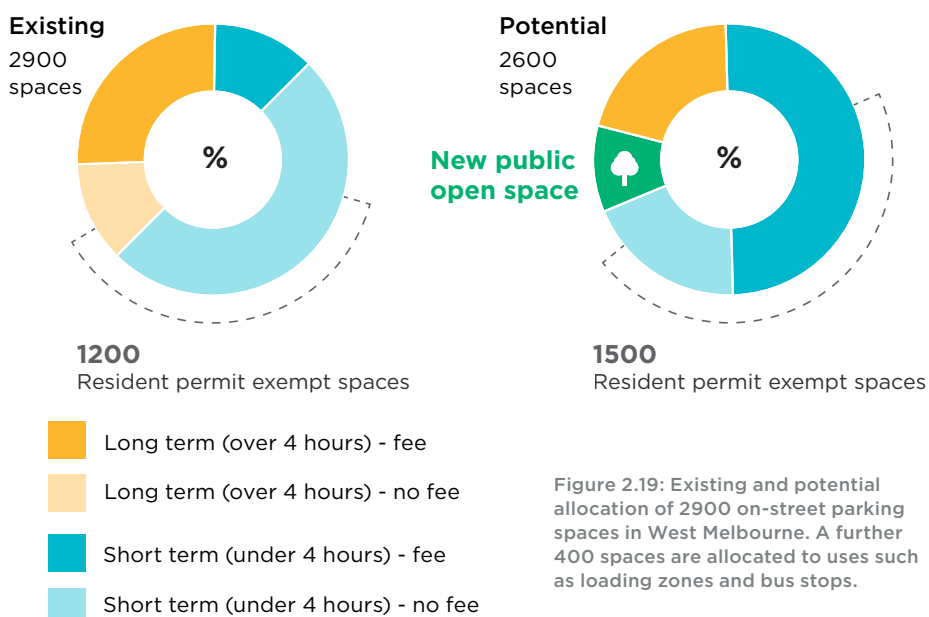 Existing
2900
spaces
%
1200
Resident permit exempt spaces
Potential
2600
spaces
New public
open space
%
1500
Resident permit exempt spaces
Long term (over 4 hours) - fee
Long term (over 4 hours) - no fee
Short term (under 4 hours) - fee
Short term (under 4 hours) - no fee
Figure 2.19: Existing and potential
allocation of 2900 on-street parking
spaces in West Melbourne. A further
400 spaces are allocated to uses such
as loading zones and bus stops.